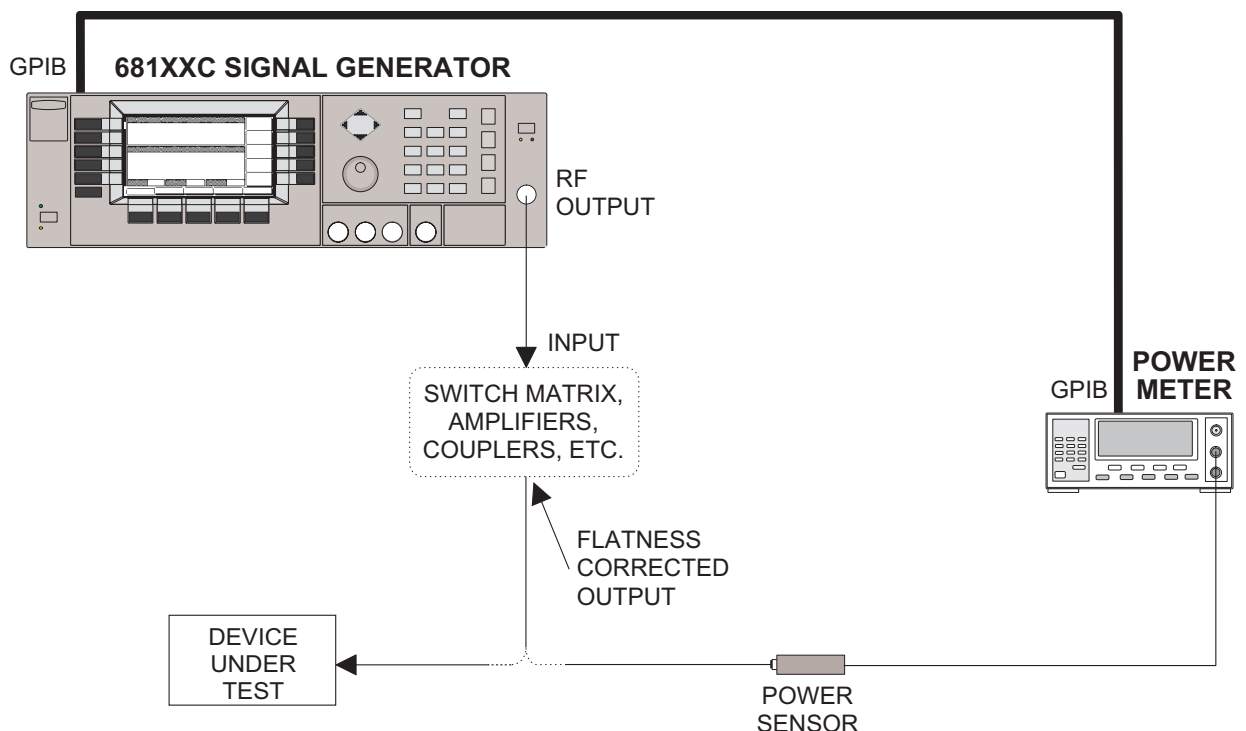 GPIB
681XXC SIGNAL GENERATOR
RF
OUTPUT
INPUT
SWITCH MATRIX,
AMPLIFIERS,
COUPLERS, ETC.
POWER
METER
GPIB
FLATNESS
CORRECTED
OUTPUT
DEVICE
UNDER
TEST
POWER
SENSOR